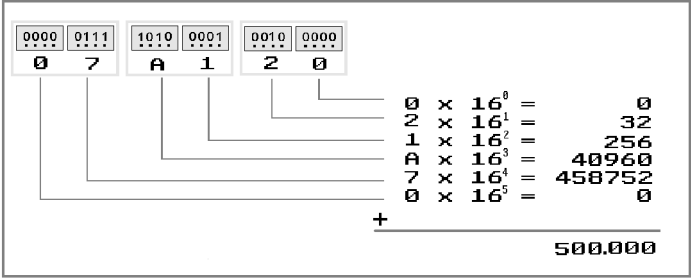 0000 0111 1010 0001 0010 0000
0 7 A 1 2 0
0 x 16⁰ = 0
2 x 16¹ = 32
1 x 16² = 256
A x 16³ = 40960
7 x 16⁴ = 458752
0 x 16⁵ = 0
+
500.000